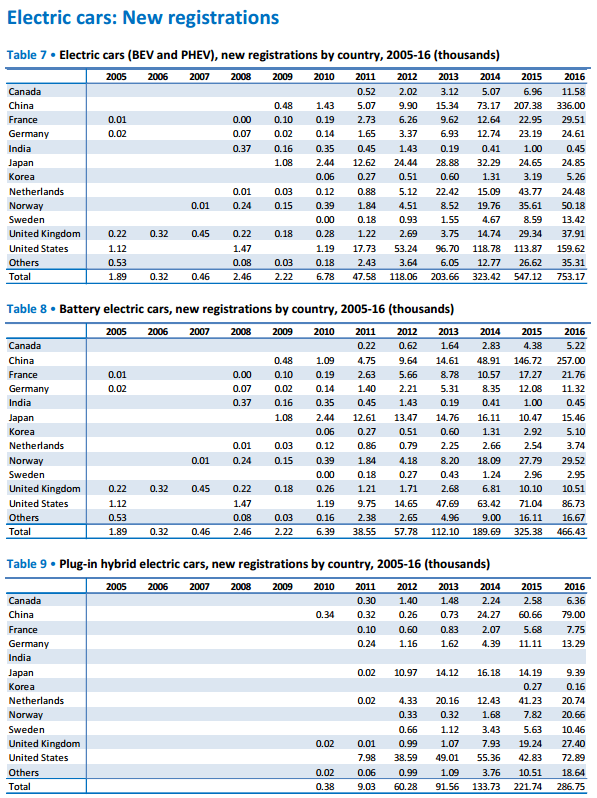 Electric cars: New registrations
Table 7 • Electric cars (BEV and PHEV), new registrations by country, 2005-16 (thousands)
2005 2006 2007 2008 2009 2010 2011 2012 2013 2014 2015 2016
Canada 0.52 2.02 3.12 5.07 6.96 11.58
China 0.48 1.43 5.07 9.90 15.34 73.17 207.38 336.00
France 0.01 0.00 0.10 0.19 2.73 6.26 9.62 12.64 22.95 29.51
Germany 0.02 0.07 0.02 0.14 1.65 3.37 6.93 12.74 23.19 24.61
India 0.37 0.16 0.35 0.45 1.43 0.19 0.41 1.00 0.45
Japan 1.08 2.44 12.62 24.44 28.88 32.29 24.65 24.85
Korea 0.06 0.27 0.51 0.60 1.31 3.19 5.26
Netherlands 0.01 0.03 0.12 0.88 5.12 22.42 15.09 43.77 24.48
Norway 0.01 0.24 0.15 0.39 1.84 4.51 8.52 19.76 35.61 50.18
Sweden 0.00 0.18 0.93 1.55 4.67 8.59 13.42
United Kingdom 0.22 0.32 0.45 0.22 0.18 0.28 1.22 2.69 3.75 14.74 29.34 37.91
United States 1.12 1.47 1.19 17.73 53.24 96.70 118.78 113.87 159.62
Others 0.53 0.08 0.03 0.18 2.43 3.64 6.05 12.77 26.62 35.31
Total 1.89 0.32 0.46 2.46 2.22 6.78 47.58 118.06 203.66 323.42 547.12 753.17
Table 8 • Battery electric cars, new registrations by country, 2005-16 (thousands)
2005 2006 2007 2008 2009 2010 2011 2012 2013 2014 2015 2016
Canada 0.22 0.62 1.64 2.83 4.38 5.22
China 0.48 1.09 4.75 9.64 14.61 48.91 146.72 257.00
France 0.01 0.00 0.10 0.19 2.63 5.66 8.78 10.57 17.27 21.76
Germany 0.02 0.07 0.02 0.14 1.40 2.21 5.31 8.35 12.08 11.32
India 0.37 0.16 0.35 0.45 1.43 0.19 0.41 1.00 0.45
Japan 1.08 2.44 12.61 13.47 14.76 16.11 10.47 15.46
Korea 0.06 0.27 0.51 0.60 1.31 2.92 5.10
Netherlands 0.01 0.03 0.12 0.86 0.79 2.25 2.66 2.54 3.74
Norway 0.01 0.24 0.15 0.39 1.84 4.18 8.20 18.09 27.79 29.52
Sweden 0.00 0.18 0.27 0.43 1.24 2.96 2.95
United Kingdom 0.22 0.32 0.45 0.22 0.18 0.26 1.21 1.71 2.68 6.81 10.10 10.51
United States 1.12 1.47 1.19 9.75 14.65 47.69 63.42 71.04 86.73
Others 0.53 0.08 0.03 0.16 2.38 2.65 4.96 9.00 16.11 16.67
Total 1.89 0.32 0.46 2.46 2.22 6.39 38.55 57.78 112.10 189.69 325.38 466.43
Table 9 • Plug-in hybrid electric cars, new registrations by country, 2005-16 (thousands)
2005 2006 2007 2008 2009 2010 2011 2012 2013 2014 2015 2016
Canada 0.30 1.40 1.48 2.24 2.58 6.36
China 0.34 0.32 0.26 0.73 24.27 60.66 79.00
France 0.10 0.60 0.83 2.07 5.68 7.75
Germany 0.24 1.16 1.62 4.39 11.11 13.29
India
Japan 0.02 10.97 14.12 16.18 14.19 9.39
Korea 0.27 0.16
Netherlands 0.02 4.33 20.16 12.43 41.23 20.74
Norway 0.33 0.32 1.68 7.82 20.66
Sweden 0.66 1.12 3.43 5.63 10.46
United Kingdom 0.02 0.01 0.99 1.07 7.93 19.24 27.40
United States 7.98 38.59 49.01 55.36 42.83 72.89
Others 0.02 0.06 0.99 1.09 3.76 10.51 18.64
Total 0.38 9.03 60.28 91.56 133.73 221.74 286.75